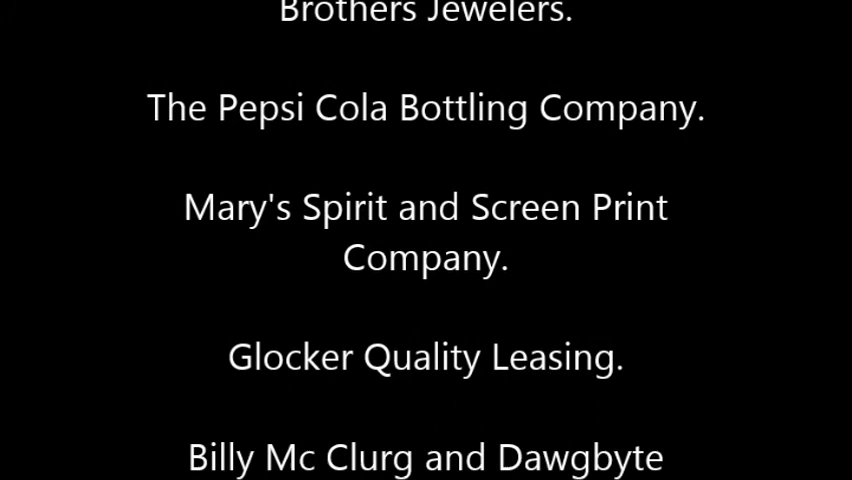 Brothers Jewelers.
The Pepsi Cola Bottling Company.
Mary's Spirit and Screen Print
Company.
Glocker Quality Leasing.
Billy Mc Clurg and Dawgbyte